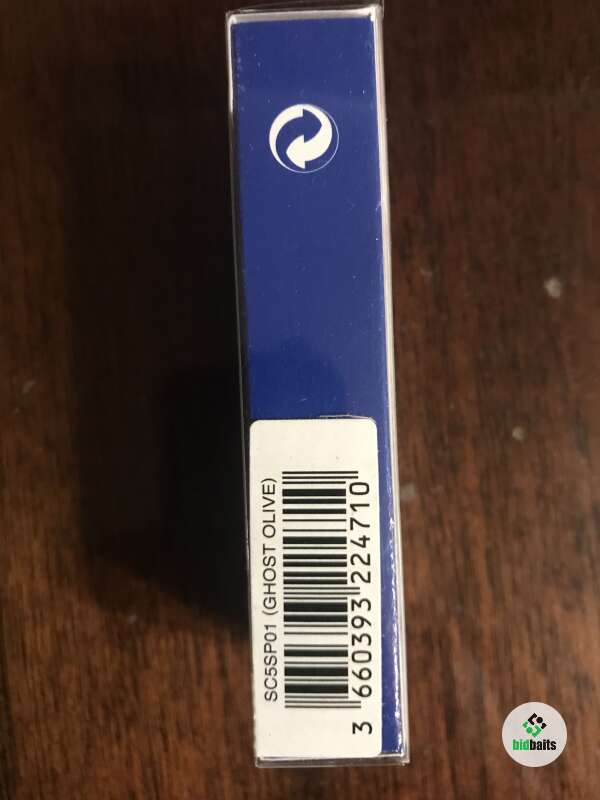 SC5SP01 (GHOST OLIVE)
3 660393 224710
bidbaits